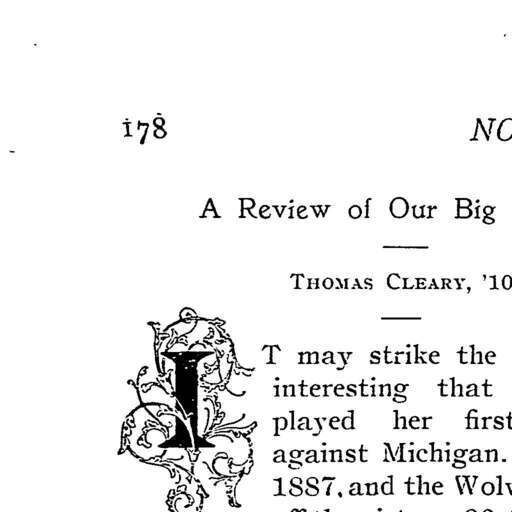 178 NO
A Review of Our Big
THOMAS CLEARY, '10
IT may strike the
interesting that
played her first
against Michigan.
1887, and the Wolv